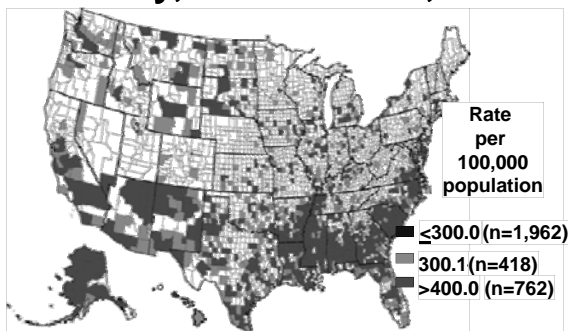 Rate
per
100,000
population
≤300.0 (n=1,962)
300.1 (n=418)
>400.0 (n=762)